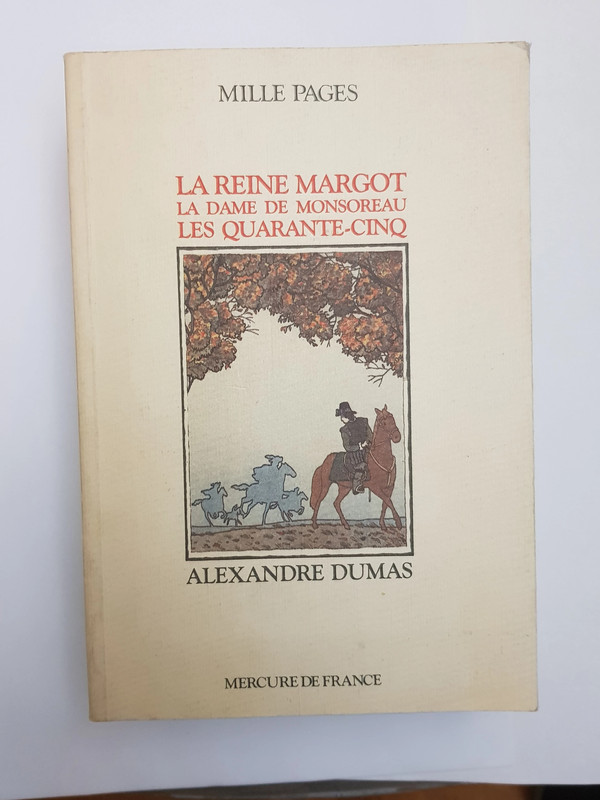 MILLE PAGES
LA REINE MARGOT
LA DAME DE MONSOREAU
LES QUARANTE-CINQ
ALEXANDRE DUMAS
MERCURE DE FRANCE